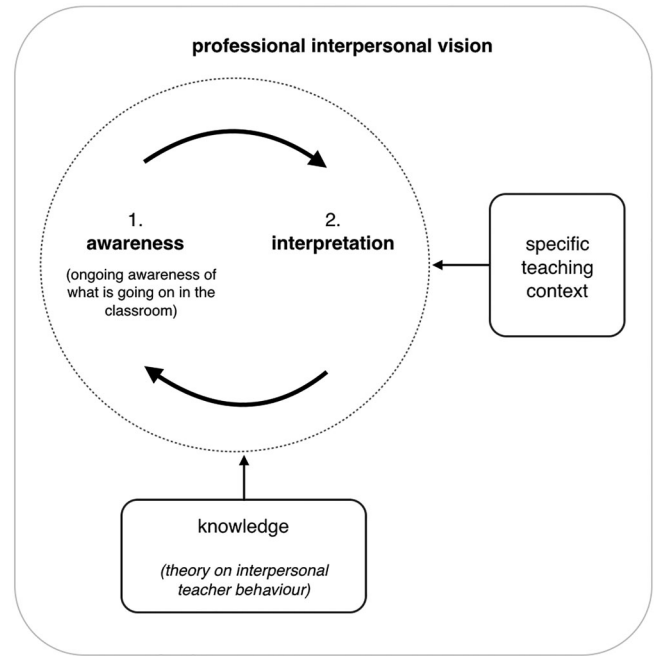 professional interpersonal vision
1.
awareness
(ongoing awareness of
what is going on in the
classroom)
2.
interpretation
specific
teaching
context
knowledge
(theory on interpersonal
teacher behaviour)